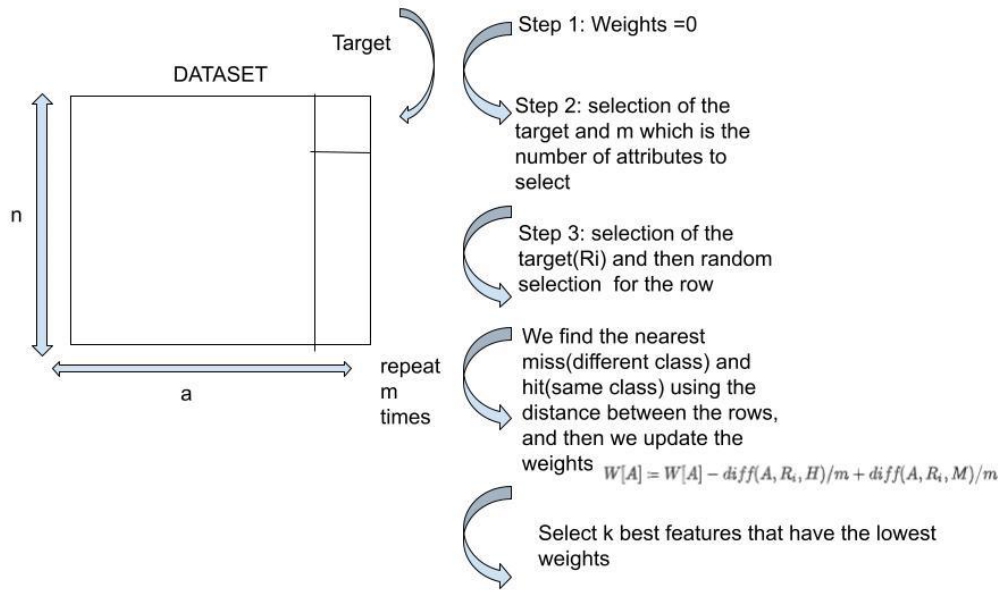 Target
DATASET
n
a
repeat
m
times
Step 1: Weights =0
Step 2: selection of the
target and m which is the
number of attributes to
select
Step 3: selection of the
target(Ri) and then random
selection for the row
We find the nearest
miss(different class) and
hit(same class) using the
distance between the rows,
and then we update the
weights W[A] := W[A] − diff(A, Rᵢ, H)/m + diff(A, Rᵢ, M)/m
Select k best features that have the lowest
weights